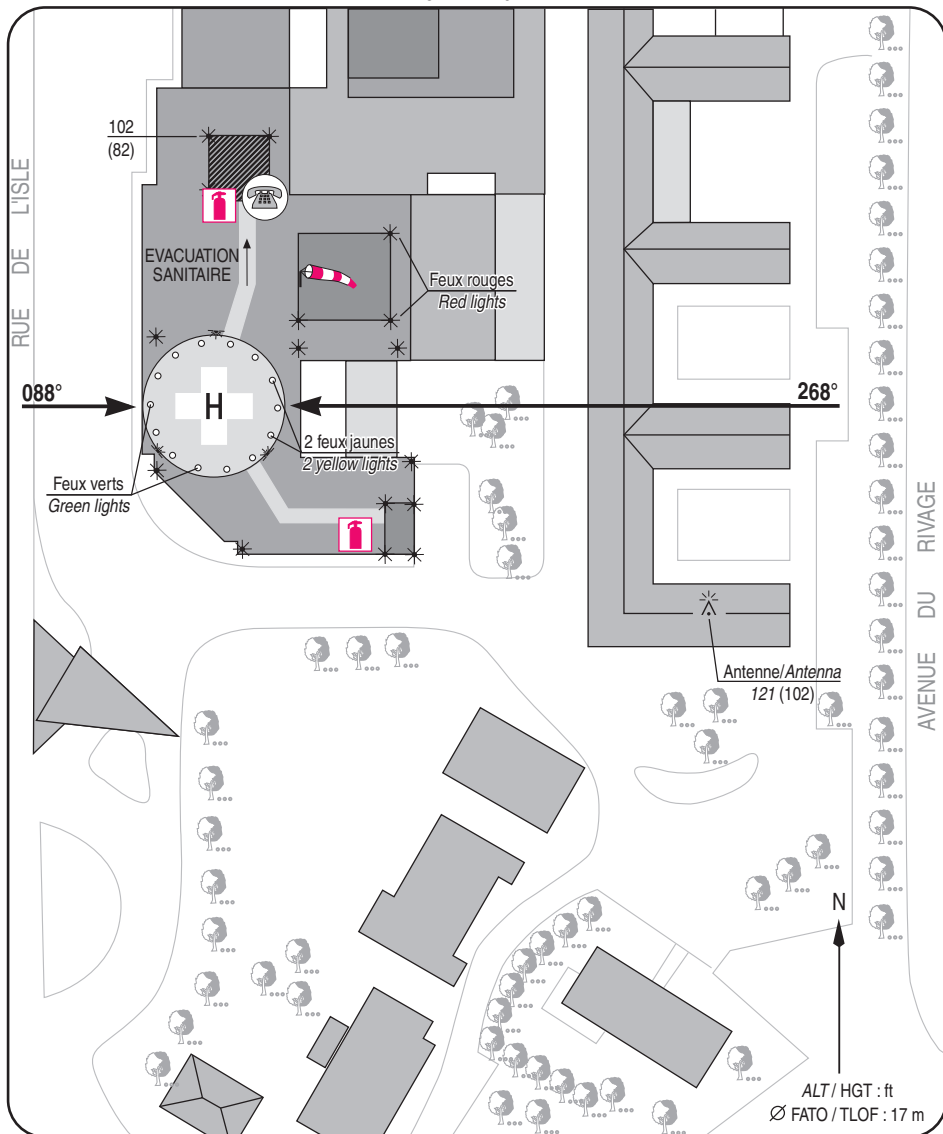 102
(82)
RUE DE L'ISLE
EVACUATION
SANITAIRE
Feux rouges
Red lights
088°
268°
H
2 feux jaunes
2 yellow lights
Feux verts
Green lights
AVENUE DU RIVAGE
Antenne/Antenna
121 (102)
N
ALT / HGT : ft
Ø FATO / TLOF : 17 m